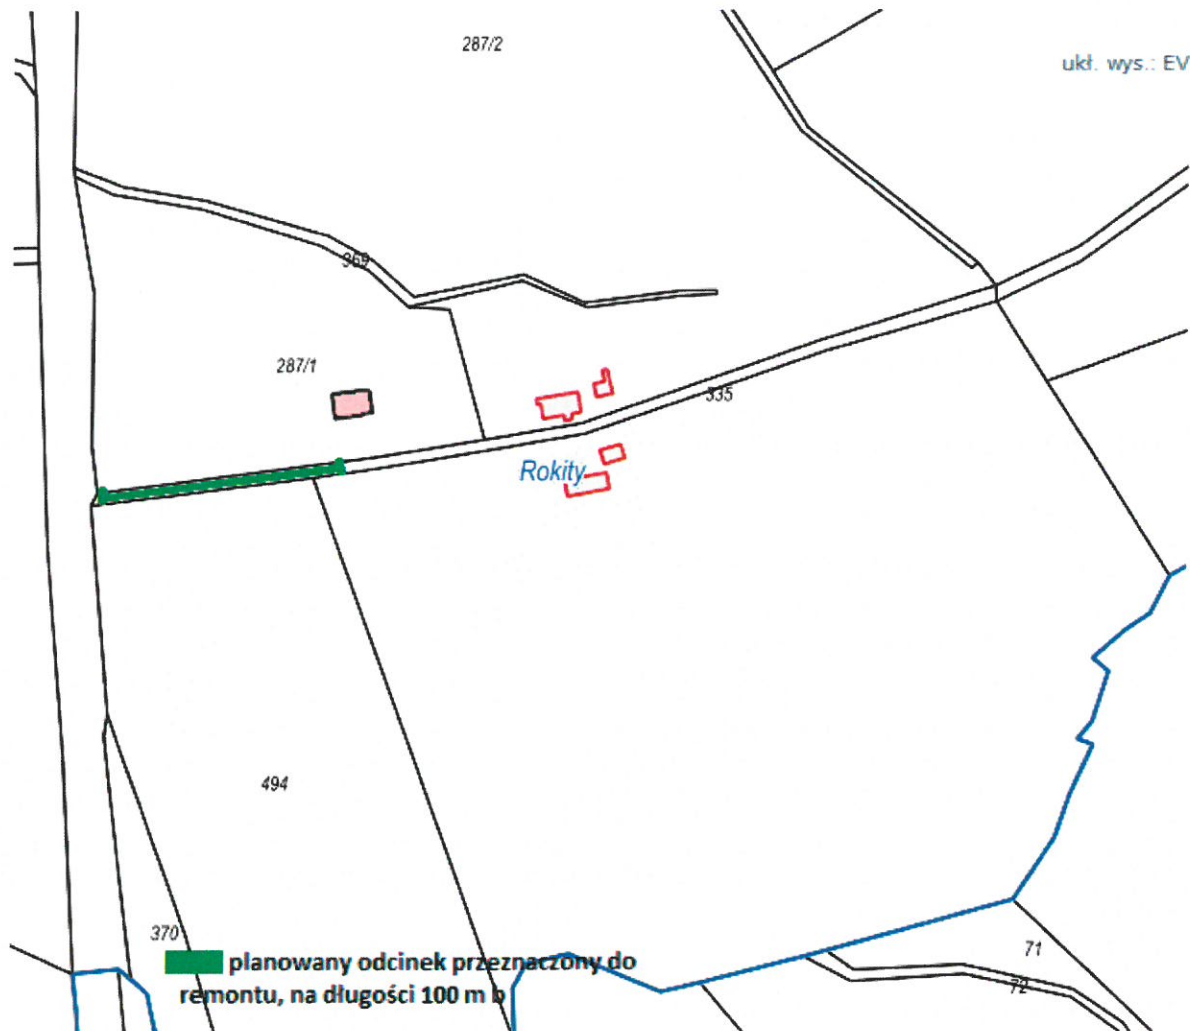 287/2
ukł. wys.: EV
369
287/1
335
Rokity
494
370
planowany odcinek przeznaczony do
remontu, na długości 100 m b
71
72